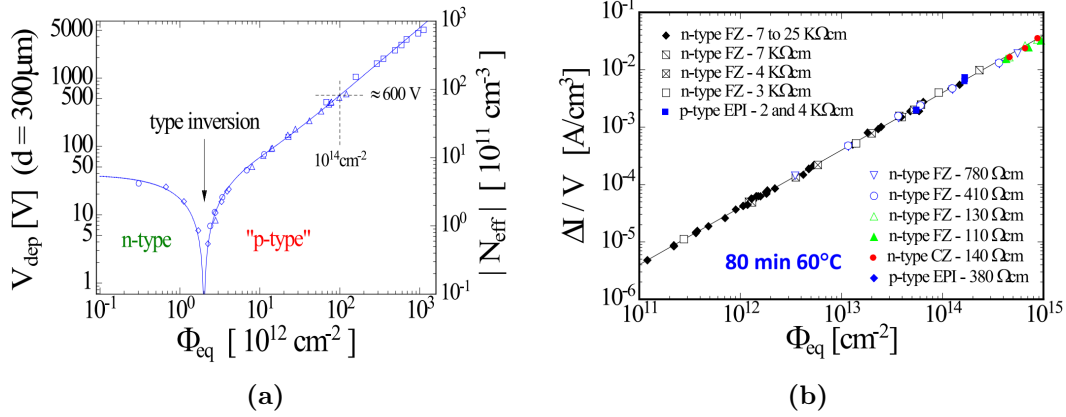 5000
1000
500
100
50
10
5
1
V_dep [V] (d = 300μm)
10^3
10^2
10^1
10^0
10^-1
| N_eff | [10^11 cm^-3]
≈ 600 V
type inversion
10^14 cm^-2
n-type
"p-type"
10^-1 10^0 10^1 10^2 10^3
Φ_eq [ 10^12 cm^-2 ]
(a)
10^-1
10^-2
10^-3
10^-4
10^-5
10^-6
ΔI / V [A/cm^3]
n-type FZ - 7 to 25 KΩcm
n-type FZ - 7 KΩcm
n-type FZ - 4 KΩcm
n-type FZ - 3 KΩcm
p-type EPI - 2 and 4 KΩcm
n-type FZ - 780 Ωcm
n-type FZ - 410 Ωcm
n-type FZ - 130 Ωcm
n-type FZ - 110 Ωcm
n-type CZ - 140 Ωcm
p-type EPI - 380 Ωcm
80 min 60°C
10^11 10^12 10^13 10^14 10^15
Φ_eq [cm^-2]
(b)